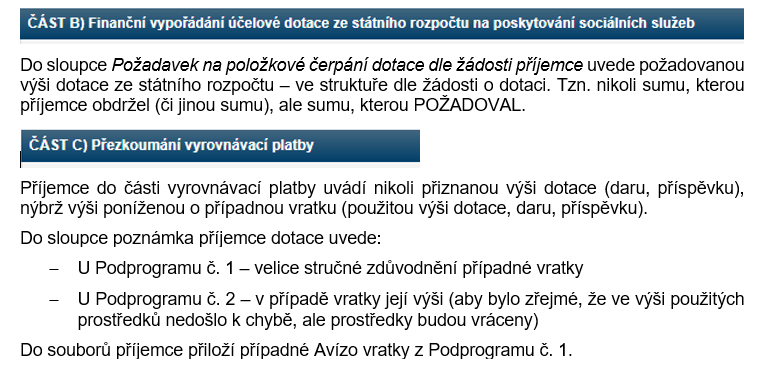 ČÁST B) Finanční vypořádání účelové dotace ze státního rozpočtu na poskytování sociálních služeb
Do sloupce Požadavek na položkové čerpání dotace dle žádosti příjemce uvede požadovanou
výši dotace ze státního rozpočtu – ve struktuře dle žádosti o dotaci. Tzn. nikoli sumu, kterou
příjemce obdržel (či jinou sumu), ale sumu, kterou POŽADOVAL.
ČÁST C) Přezkoumání vyrovnávací platby
Příjemce do části vyrovnávací platby uvádí nikoli přiznanou výši dotace (daru, příspěvku),
nýbrž výši poníženou o případnou vratku (použitou výši dotace, daru, příspěvku).
Do sloupce poznámka příjemce dotace uvede:
– U Podprogramu č. 1 – velice stručné zdůvodnění případné vratky
– U Podprogramu č. 2 – v případě vratky její výši (aby bylo zřejmé, že ve výši použitých
prostředků nedošlo k chybě, ale prostředky budou vráceny)
Do souborů příjemce přiloží případné Avízo vratky z Podprogramu č. 1.